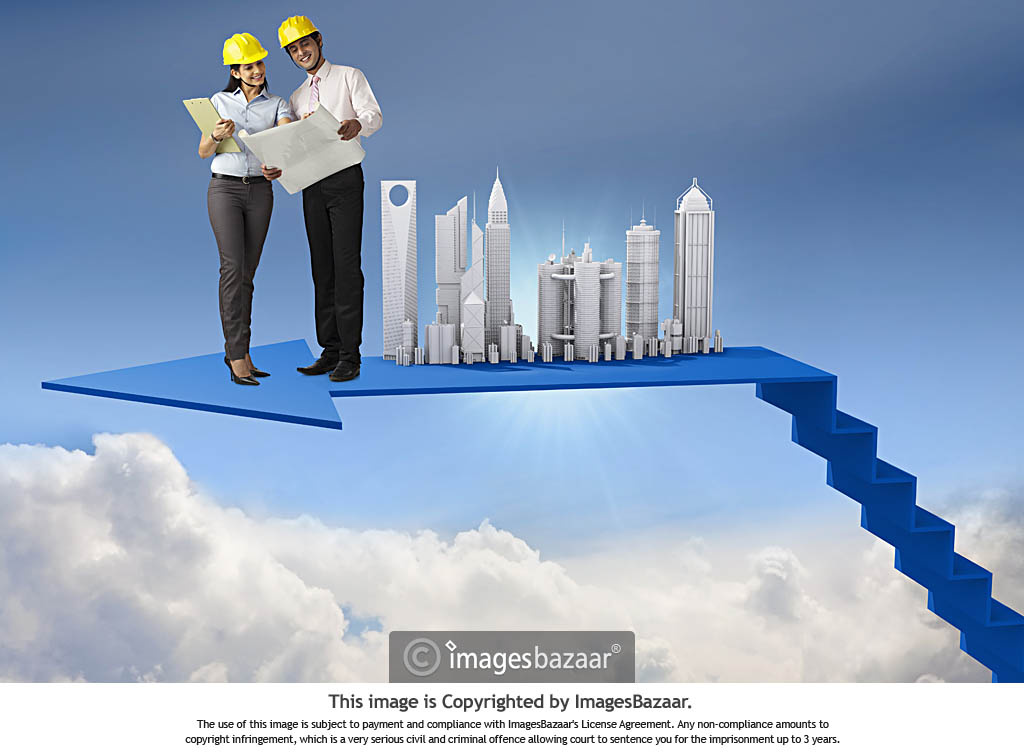 © imagesbazaar®
This image is Copyrighted by ImagesBazaar.
The use of this image is subject to payment and compliance with ImagesBazaar's License Agreement. Any non-compliance amounts to
copyright infringement, which is a very serious civil and criminal offence allowing court to sentence you for the imprisonment up to 3 years.